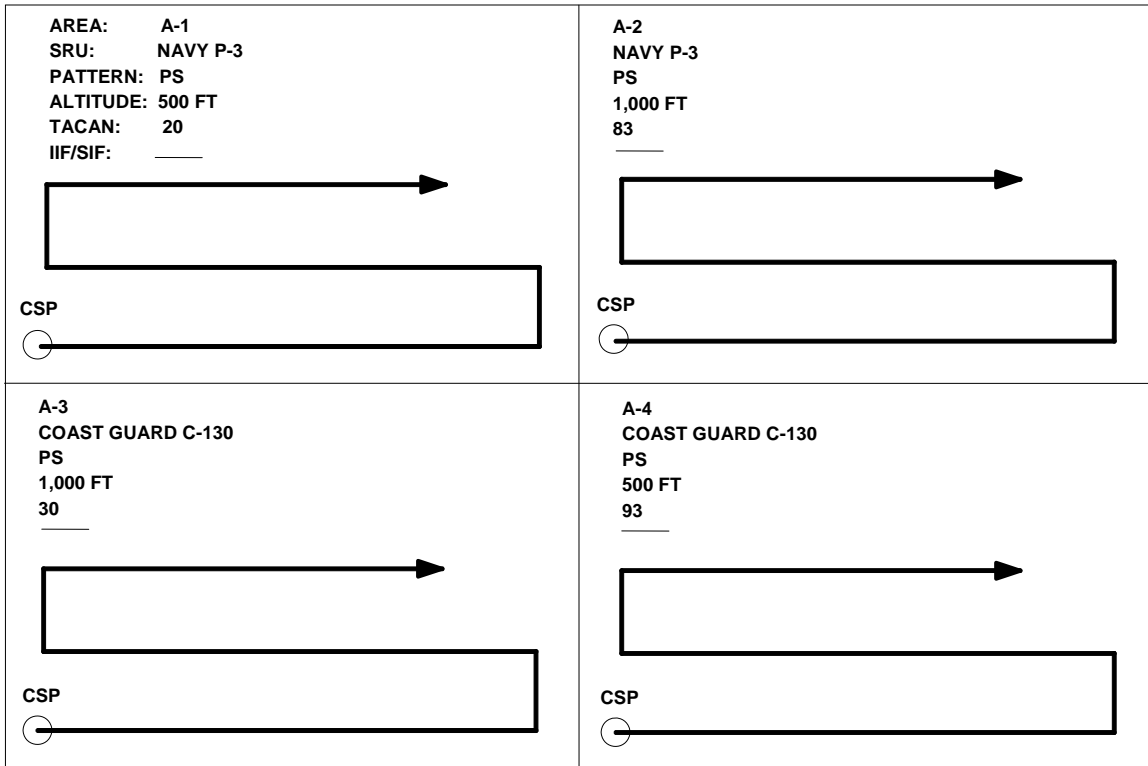 AREA: A-1
SRU: NAVY P-3
PATTERN: PS
ALTITUDE: 500 FT
TACAN: 20
IIF/SIF:
CSP
A-2
NAVY P-3
PS
1,000 FT
83
CSP
A-3
COAST GUARD C-130
PS
1,000 FT
30
CSP
A-4
COAST GUARD C-130
PS
500 FT
93
CSP